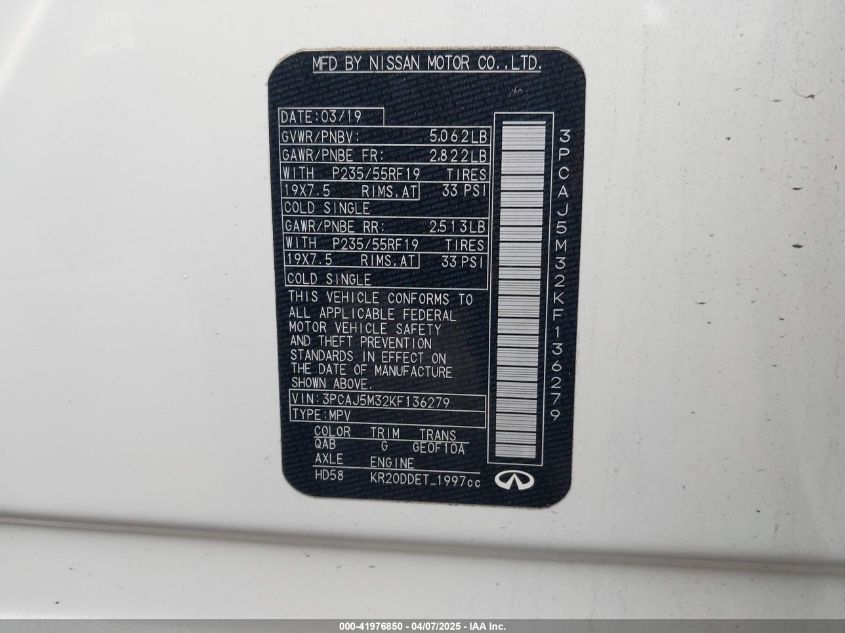 MFD BY NISSAN MOTOR CO.,LTD.
DATE:03/19
GVWR/PNBV: 5.062LB
GAWR/PNBE FR: 2.822LB
WITH P235/55RF19 TIRES
19X7.5 RIMS,AT 33 PSI
COLD SINGLE
GAWR/PNBE RR: 2.513LB
WITH P235/55RF19 TIRES
19X7.5 RIMS,AT 33 PSI
COLD SINGLE
THIS VEHICLE CONFORMS TO
ALL APPLICABLE FEDERAL
MOTOR VEHICLE SAFETY
AND THEFT PREVENTION
STANDARDS IN EFFECT ON
THE DATE OF MANUFACTURE
SHOWN ABOVE.
VIN:3PCAJ5M32KF136279
TYPE:MPV
COLOR TRIM TRANS
QAB G GE0F10A
AXLE ENGINE
HD58 KR20DDET_1997cc
3PCAJ5M32KF136279
000-41976850 | 04/07/2025 - IAA Inc.